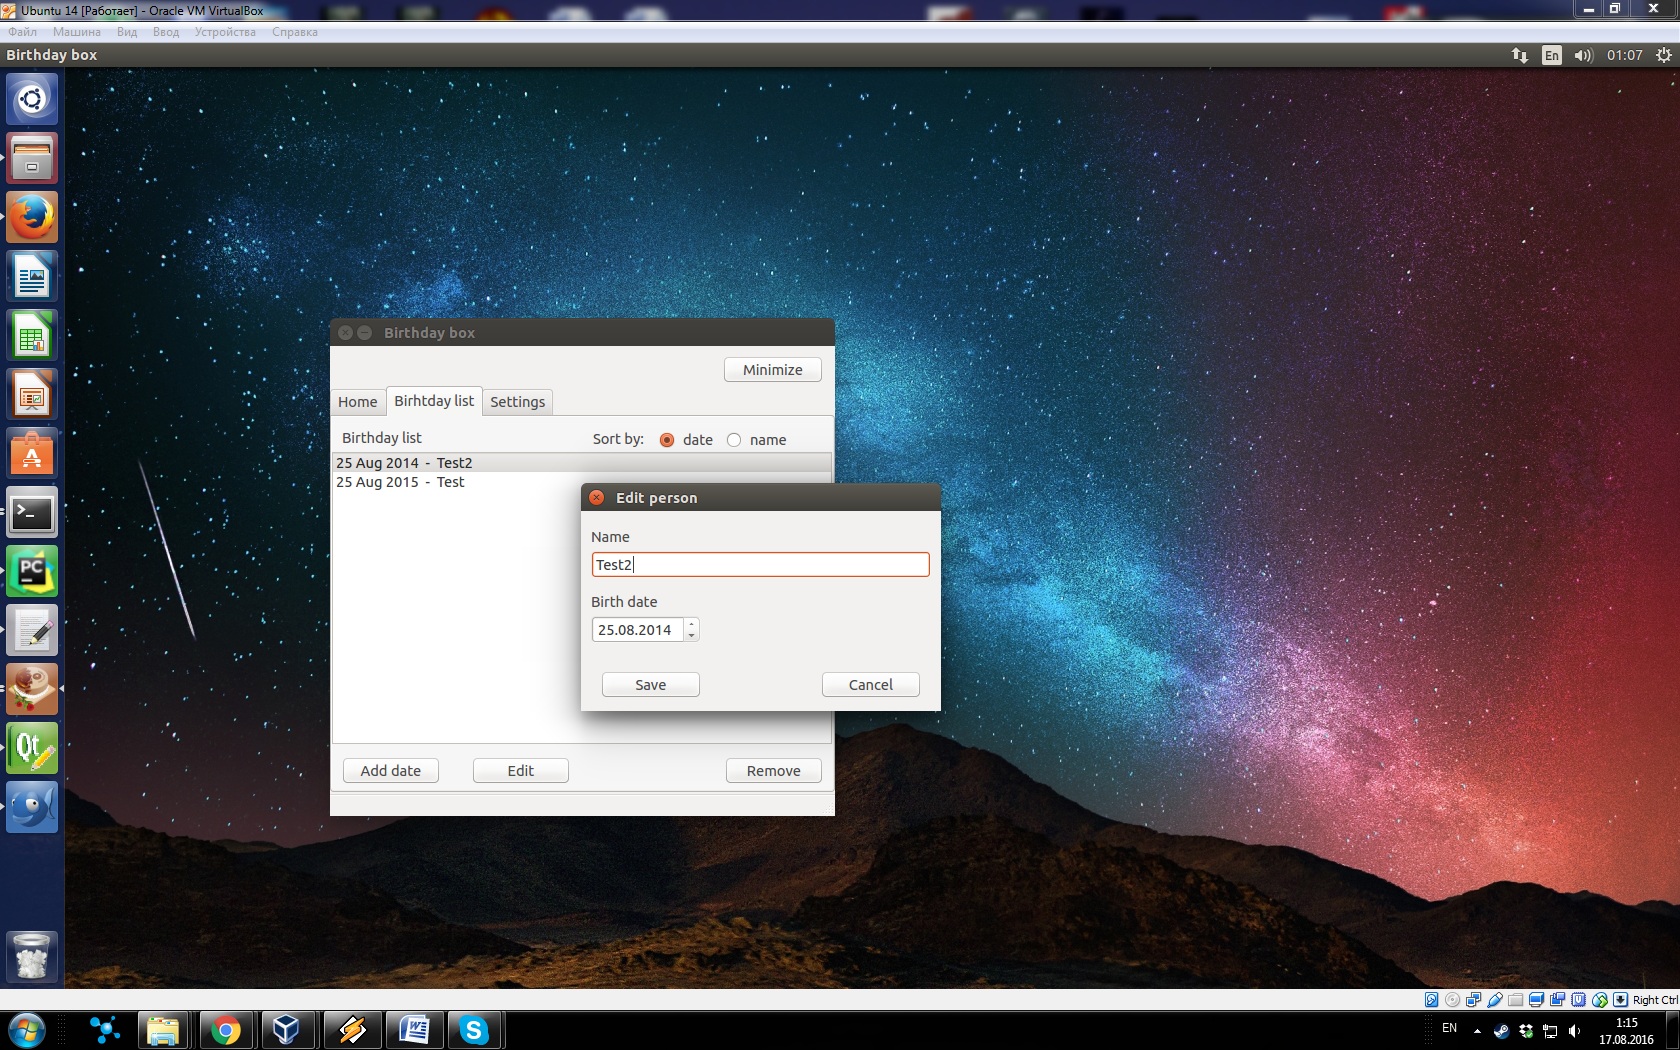 Ubuntu 14 [Работает] - Oracle VM VirtualBox
Файл Машина Вид Ввод Устройства Справка
Birthday box
En 01:07
Birthday box
Minimize
Home Birhtday list Settings
Birthday list Sort by: date name
25 Aug 2014 - Test2
25 Aug 2015 - Test
Edit person
Name
Test2
Birth date
25.08.2014
Save Cancel
Add date Edit Remove
PC
Qt
Right Ctrl
EN
1:15
17.08.2016